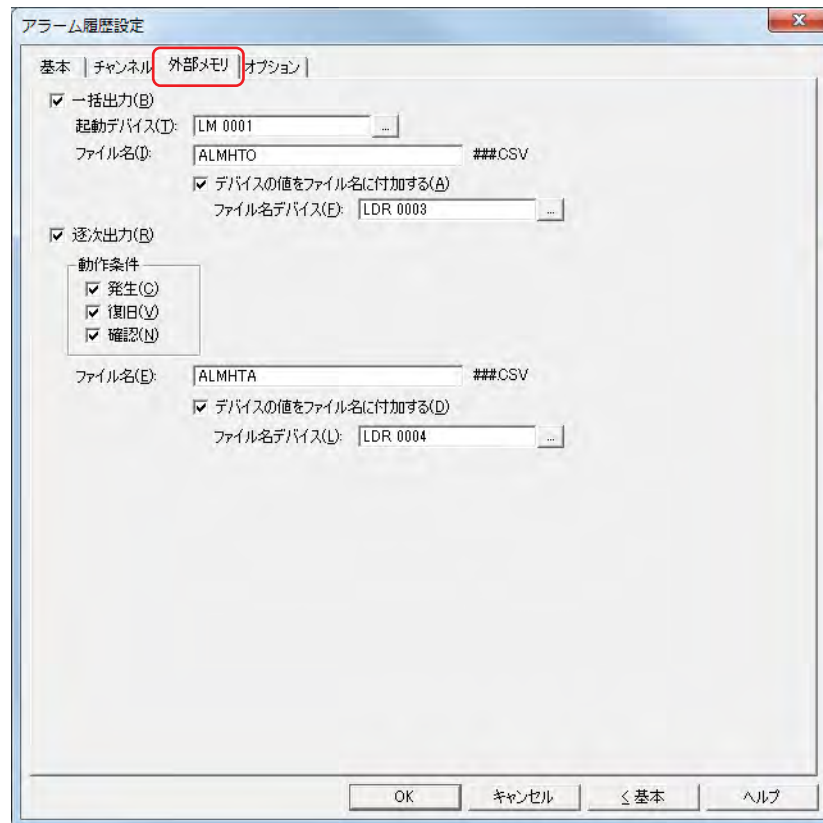 アラーム履歴設定
基本 チャンネル 外部メモリ オプション
一括出力(B)
起動デバイス(T): LM 0001 ...
ファイル名(I): ALMHTO ###.CSV
デバイスの値をファイル名に付加する(A)
ファイル名デバイス(F): LDR 0003 ...
逐次出力(R)
動作条件
発生(C)
復旧(V)
確認(N)
ファイル名(E): ALMHTA ###.CSV
デバイスの値をファイル名に付加する(D)
ファイル名デバイス(L): LDR 0004 ...
OK キャンセル < 基本 ヘルプ